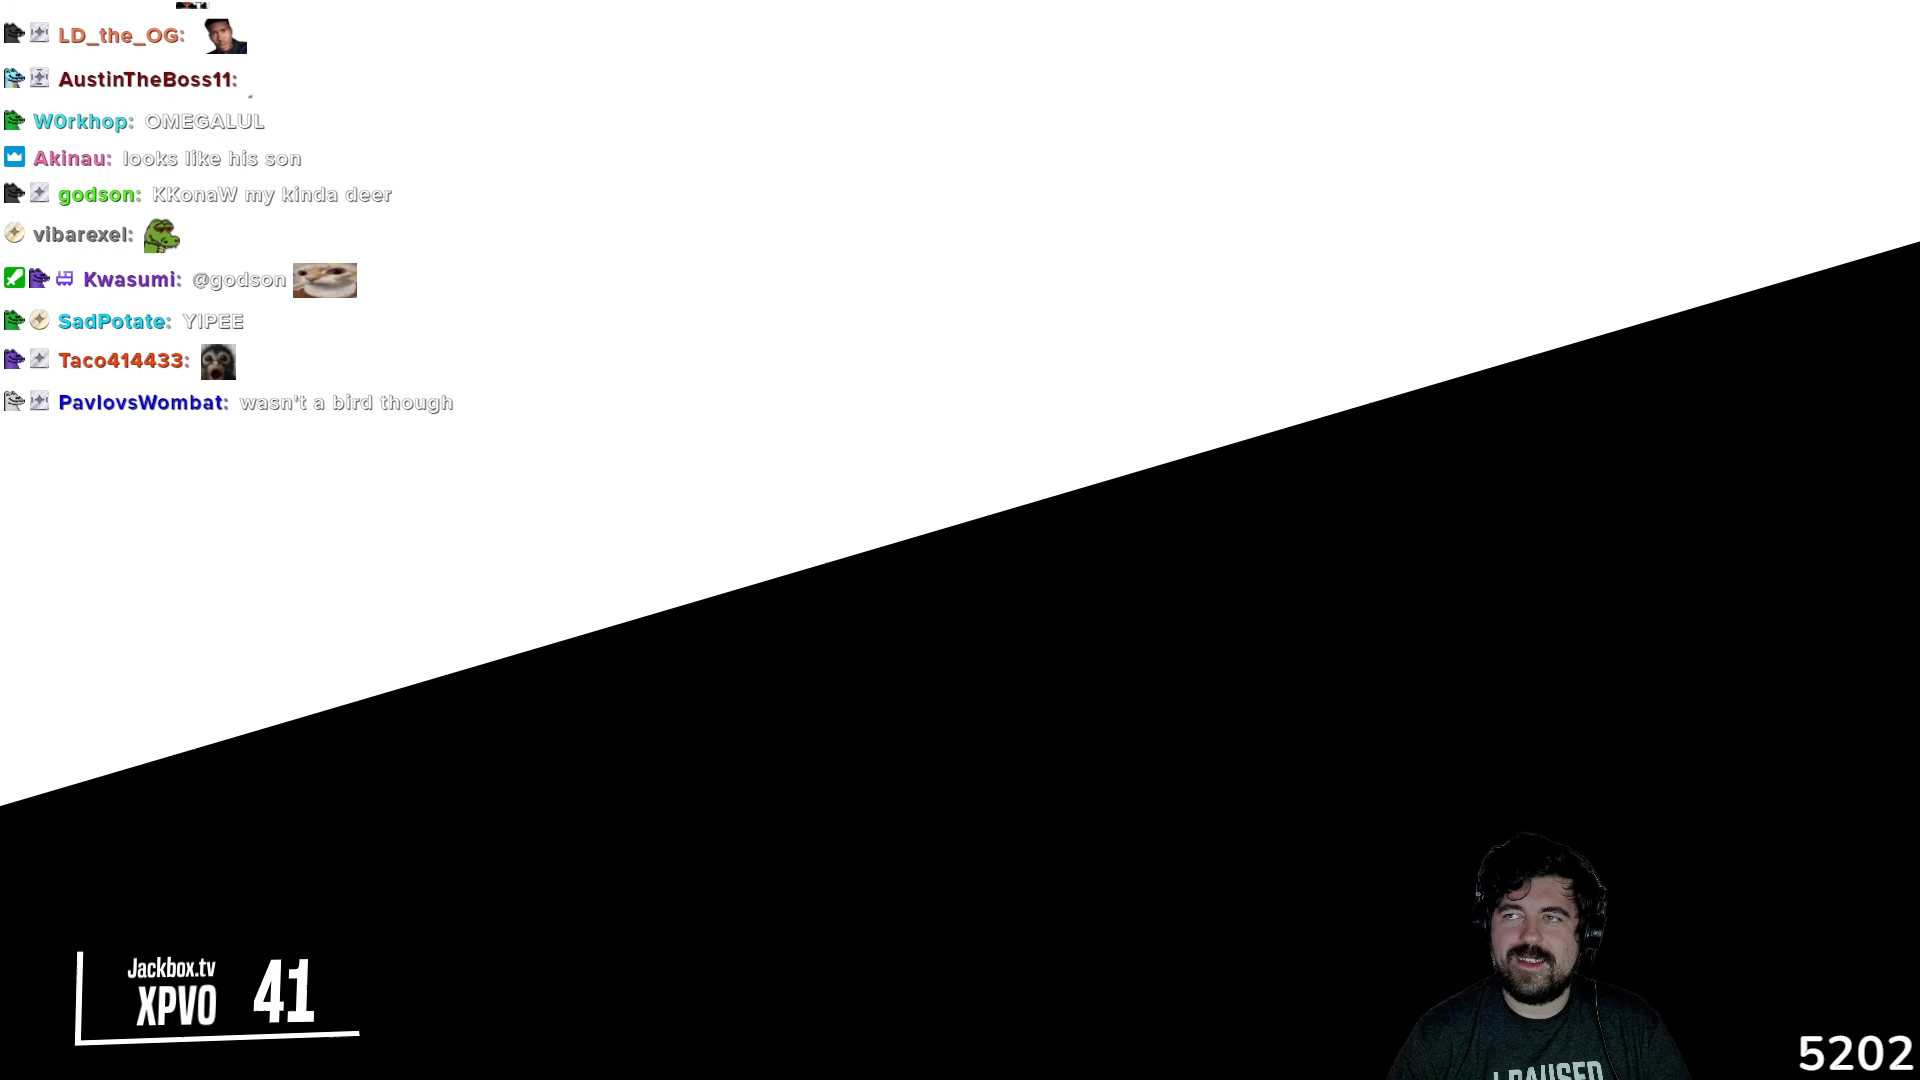 LD_the_OG:
AustinTheBoss11:
W0rkhop: OMEGALUL
Akinau: looks like his son
godson: KKonaW my kinda deer
vibarexel:
Kwasumi: @godson
SadPotate: YIPEE
Taco414433:
PavlovsWombat: wasn't a bird though
Jackbox.tv
XPVO 41
I PAUSED
5202